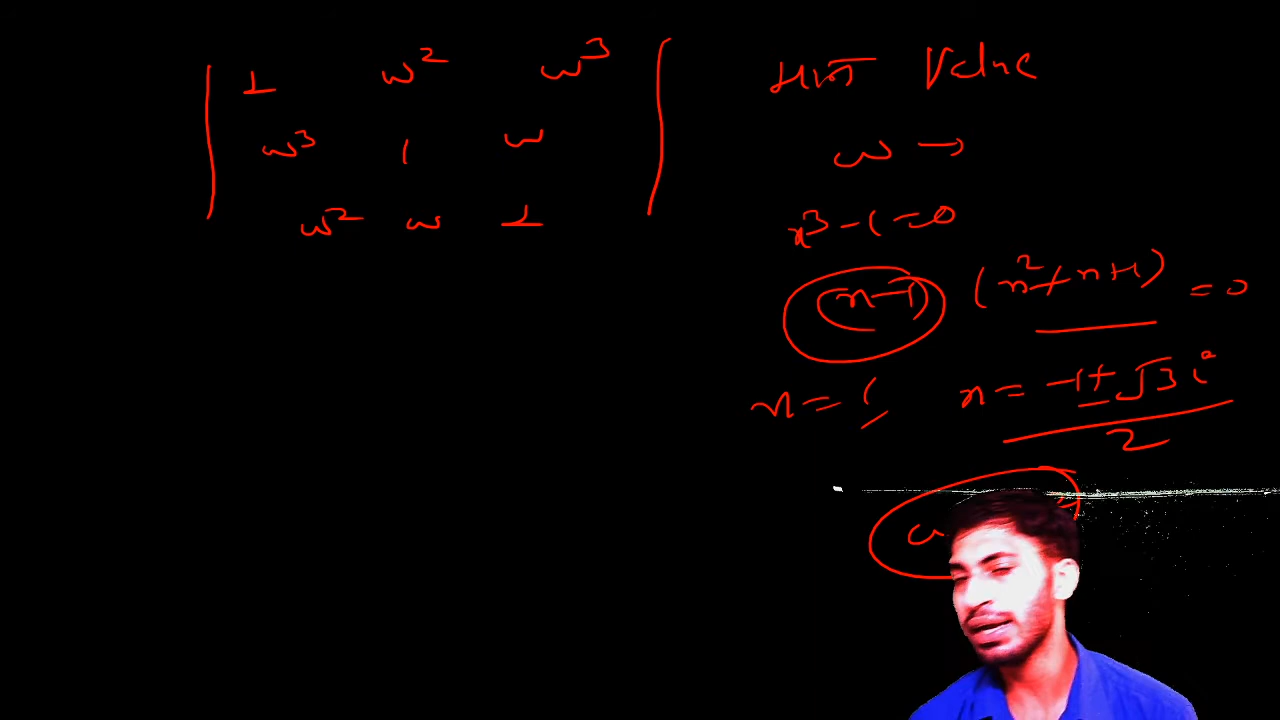 | 1 ω² ω³ |
| ω³ 1 ω |
| ω² ω 1 |
Value
ω →
x³ - 1 = 0
(x-1) (x²+x+1) = 0
x = 1 x = -1±√3 i / 2